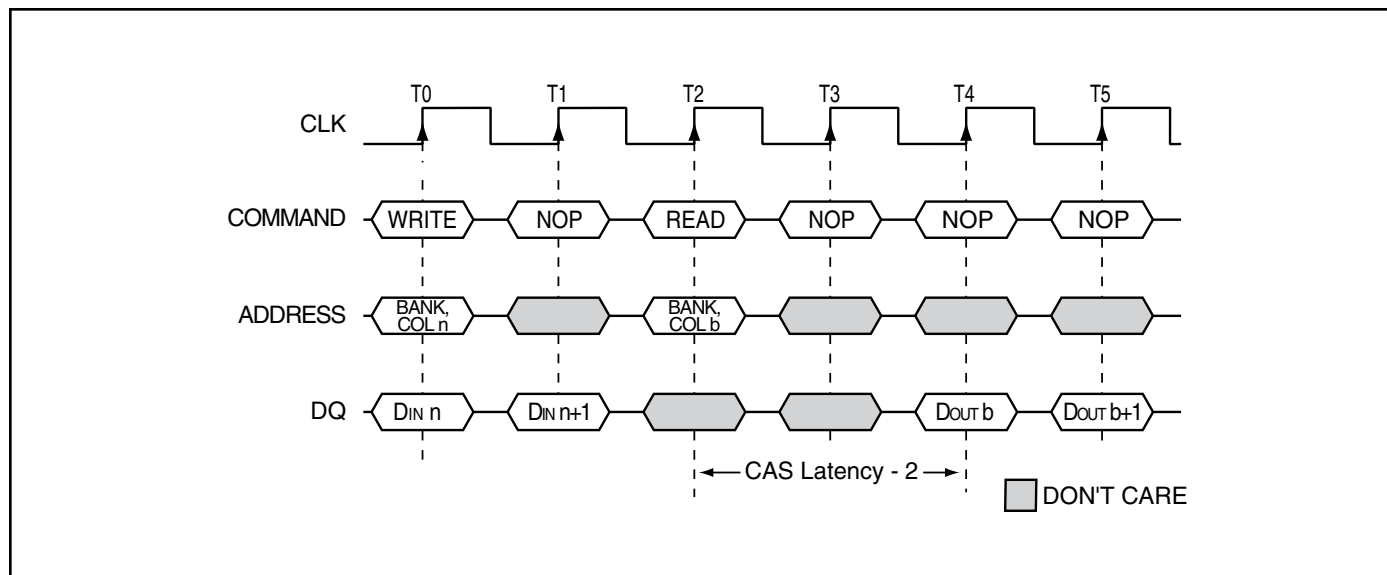 T0 T1 T2 T3 T4 T5
CLK
COMMAND WRITE NOP READ NOP NOP NOP
ADDRESS BANK, COL n BANK, COL b
DQ DIN n DIN n+1 DOUT b DOUT b+1
CAS Latency - 2
DON'T CARE